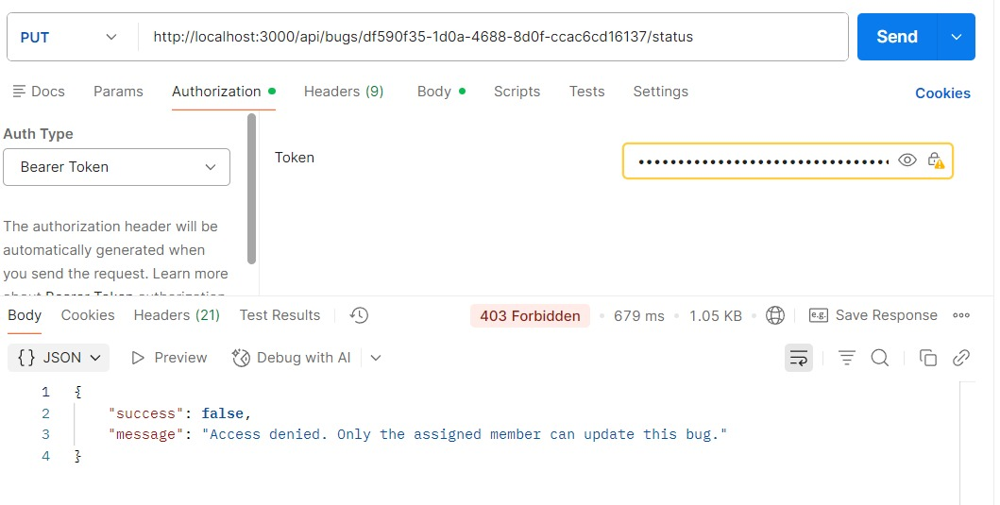 PUT http://localhost:3000/api/bugs/df590f35-1d0a-4688-8d0f-ccac6cd16137/status Send
Docs Params Authorization Headers (9) Body Scripts Tests Settings Cookies
Auth Type
Bearer Token
Token
The authorization header will be
automatically generated when
you send the request. Learn more
about Bearer Token authorization
Body Cookies Headers (21) Test Results 403 Forbidden 679 ms 1.05 KB e.g. Save Response
{} JSON Preview Debug with AI
1 {
2 "success": false,
3 "message": "Access denied. Only the assigned member can update this bug."
4 }